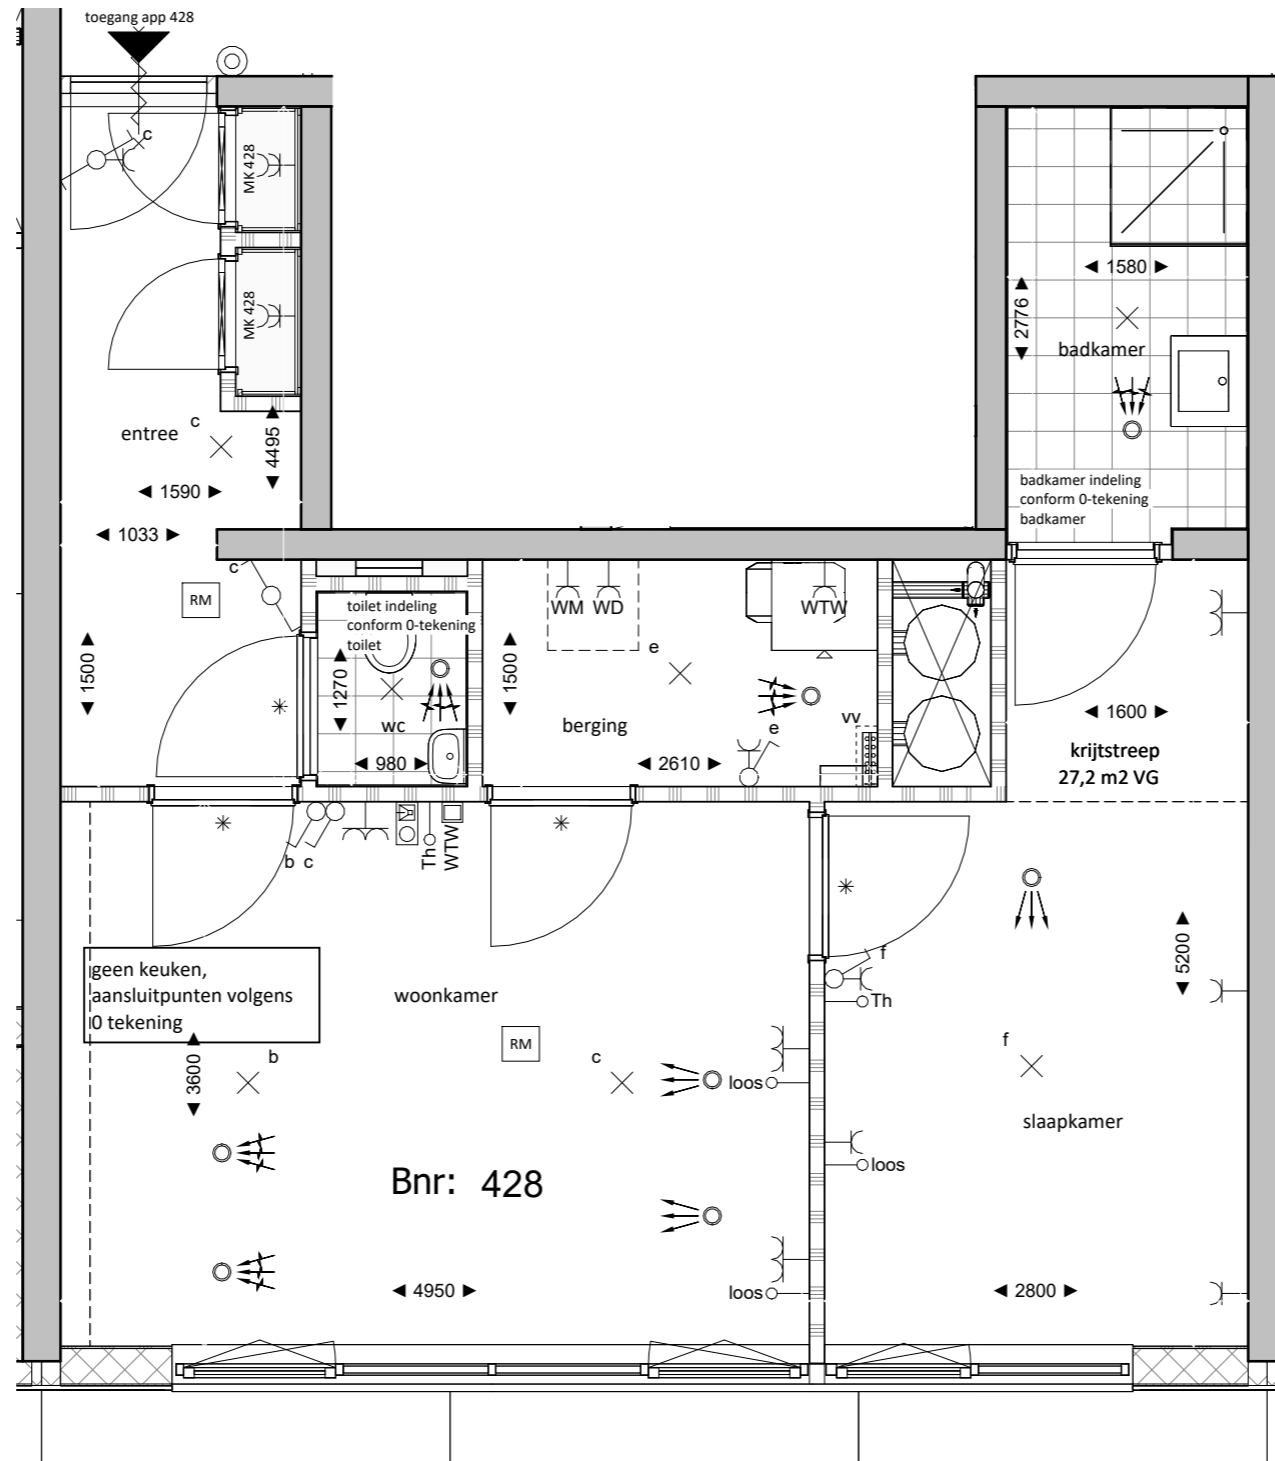 toegang app 428
c
MK 428
MK 428
1580
2776
badkamer
c
entree
4495
1590
1033
badkamer indeling
conform 0-tekening
badkamer
c
RM
toilet indeling
conform 0-tekening
toilet
WM
WD
WTW
e
1500
1270
1500
wc
berging
vv
e
980
2610
1600
krijtstreep
27,2 m2 VG
b
c
Th
WTW
geen keuken,
aansluitpunten volgens
0 tekening
woonkamer
f
Th
5200
RM
b
c
3600
loos
f
slaapkamer
loos
Bnr: 428
4950
loos
2800